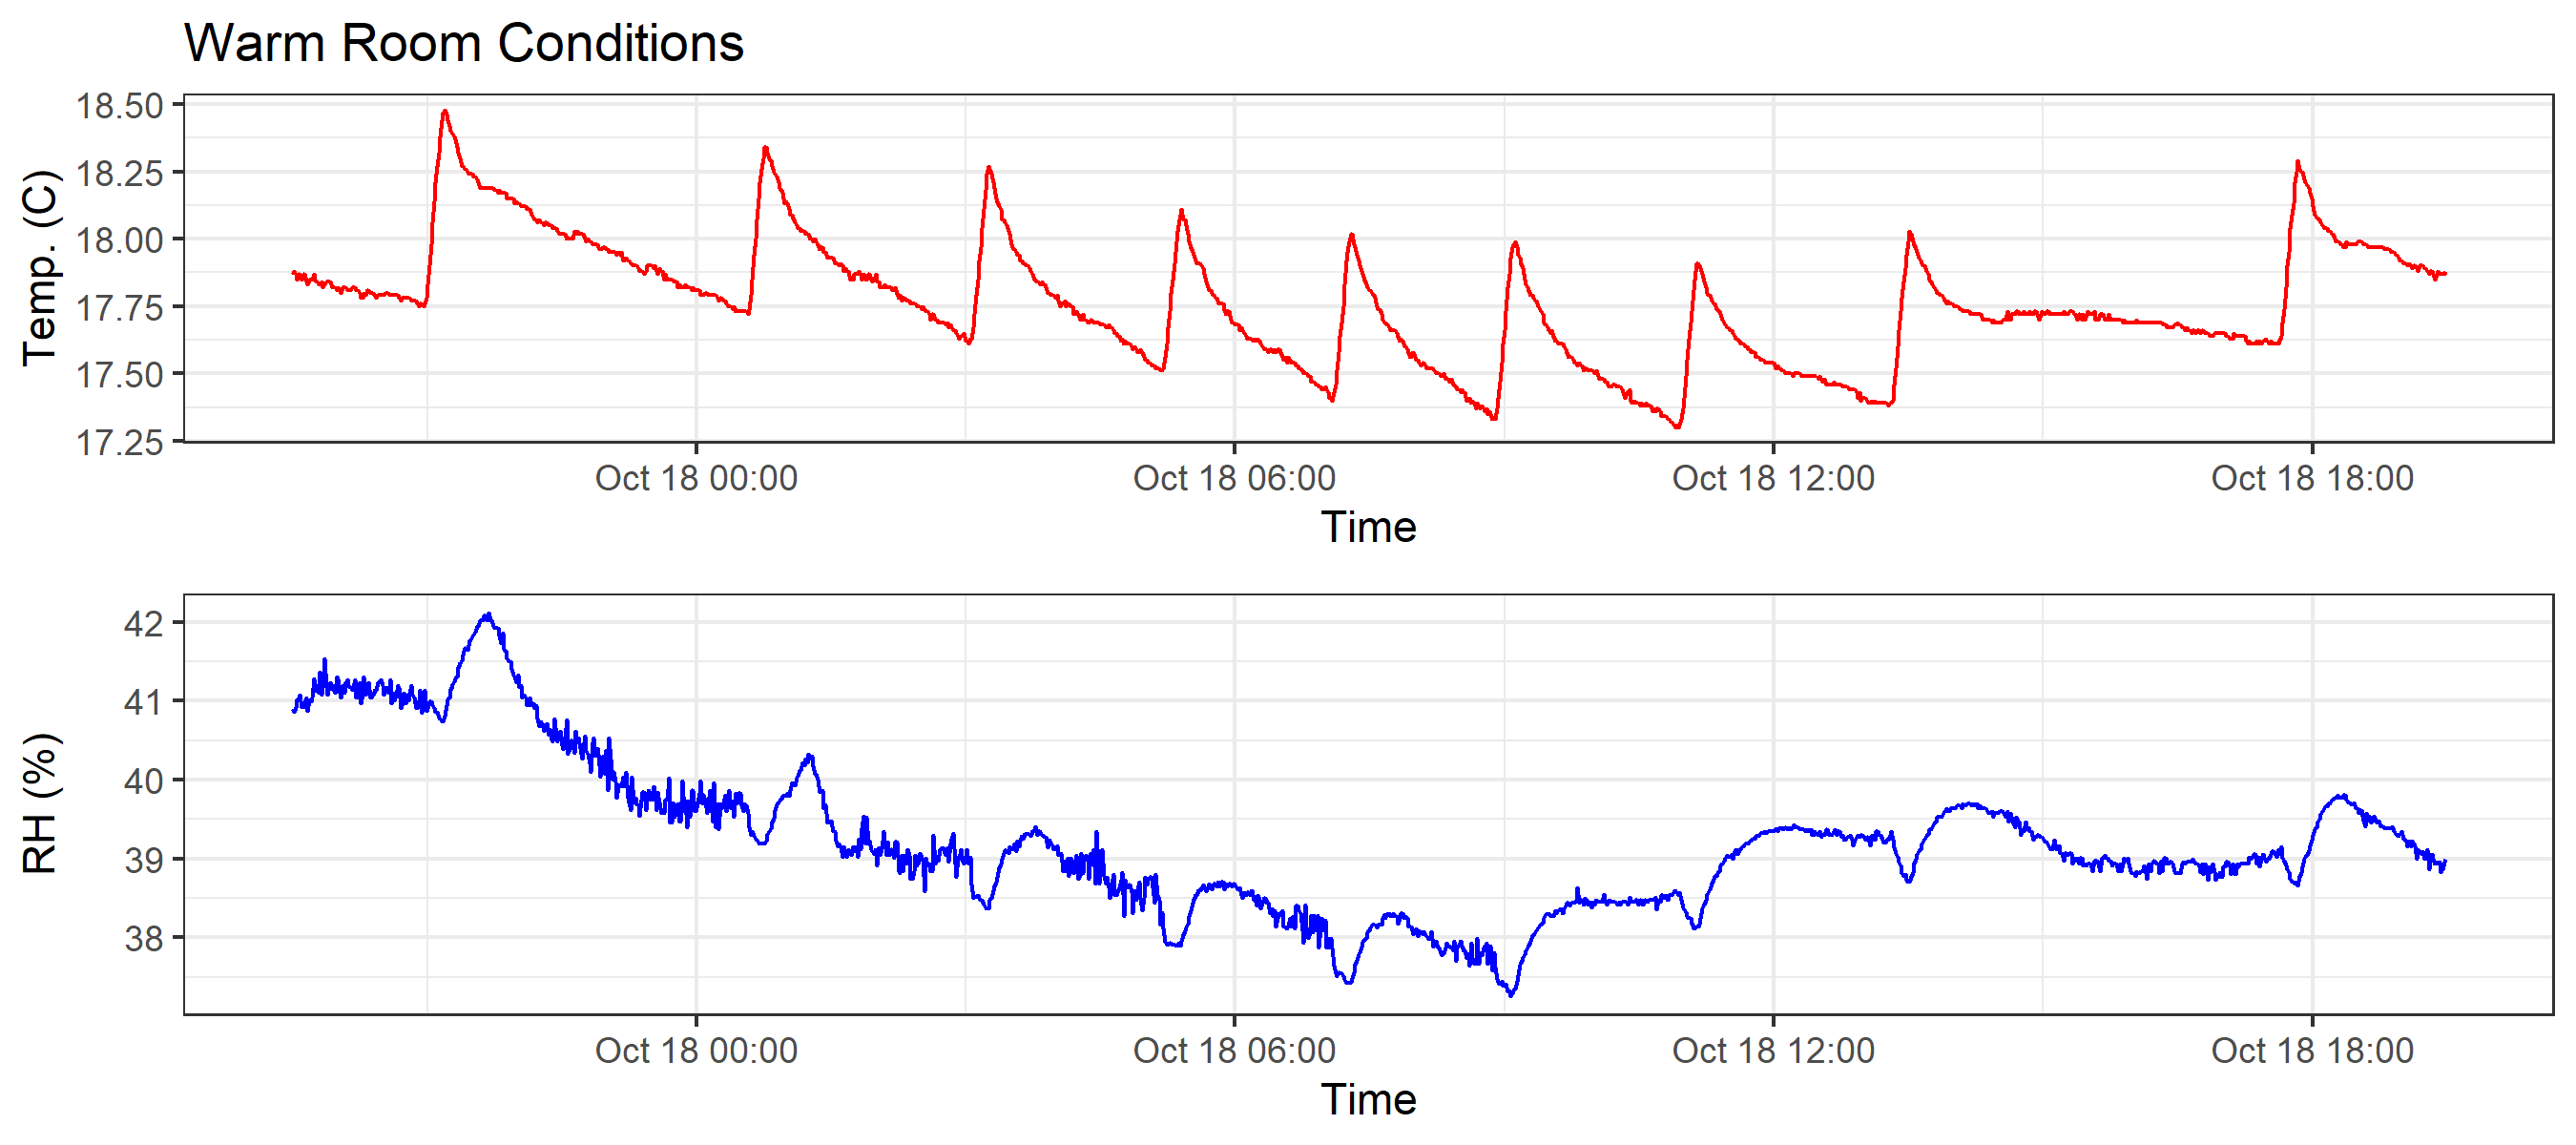 Warm Room Conditions
Temp. (C)
18.50
18.25
18.00
17.75
17.50
17.25
Oct 18 00:00 Oct 18 06:00 Oct 18 12:00 Oct 18 18:00
Time
RH (%)
42
41
40
39
38
Oct 18 00:00 Oct 18 06:00 Oct 18 12:00 Oct 18 18:00
Time